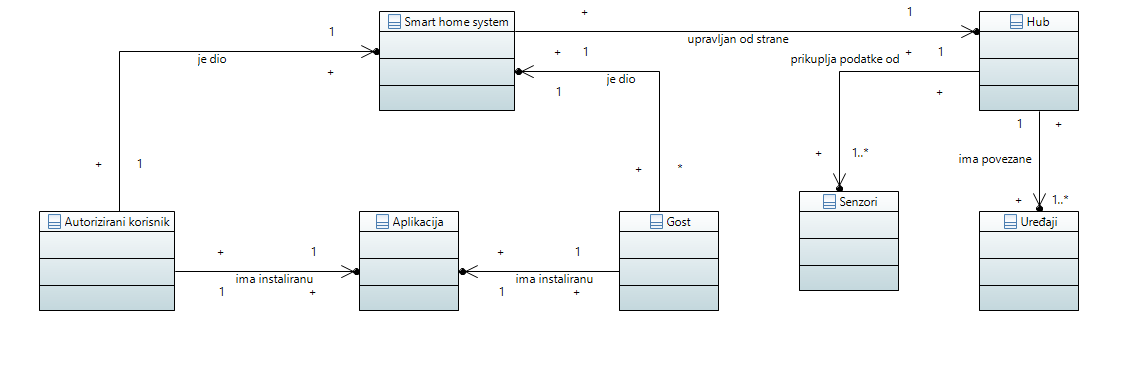 Smart home system
Hub
+
1
1
upravljan od strane
je dio
+
1
+
1
prikuplja podatke od
+
je dio
1
+
1
+
+
1..*
ima povezane
+
1
+
*
+
1..*
Autorizirani korisnik
Aplikacija
Gost
Senzori
Uređaji
+
1
+
1
ima instaliranu
ima instaliranu
1
+
1
+